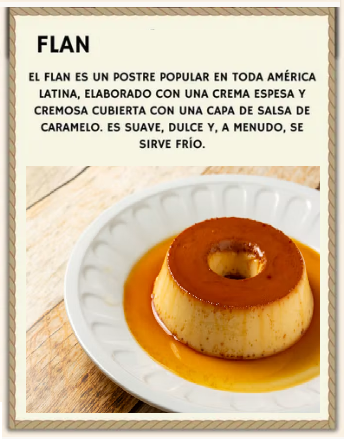 FLAN
EL FLAN ES UN POSTRE POPULAR EN TODA AMÉRICA
LATINA, ELABORADO CON UNA CREMA ESPESA Y
CREMOSA CUBIERTA CON UNA CAPA DE SALSA DE
CARAMELO. ES SUAVE, DULCE Y, A MENUDO, SE
SIRVE FRÍO.